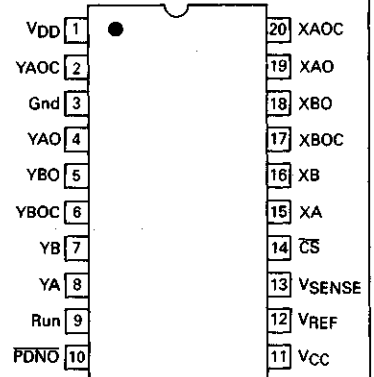 VDD 1 20 XAOC
YAOC 2 19 XAO
Gnd 3 18 XBO
YAO 4 17 XBOC
YBO 5 16 XB
YBOC 6 15 XA
YB 7 14 C̅S̅
YA 8 13 VSENSE
Run 9 12 VREF
P̅D̅N̅O̅ 10 11 VCC